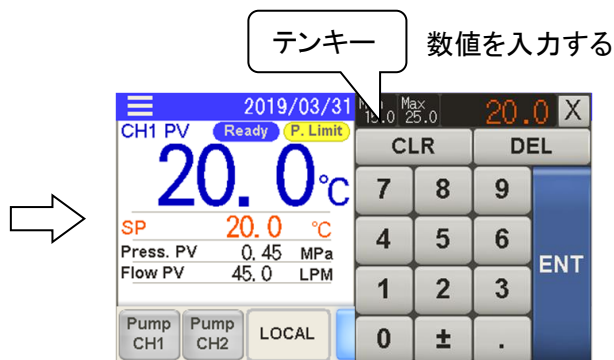 テンキー
数値を入力する
2019/03/31
Max
15.0 25.0
20.0 X
CH1 PV Ready P. Limit
20.0℃
SP 20.0 ℃
Press. PV 0.45 MPa
Flow PV 45.0 LPM
Pump CH1
Pump CH2
LOCAL
CLR DEL
7 8 9
4 5 6
ENT
1 2 3
0 ± .